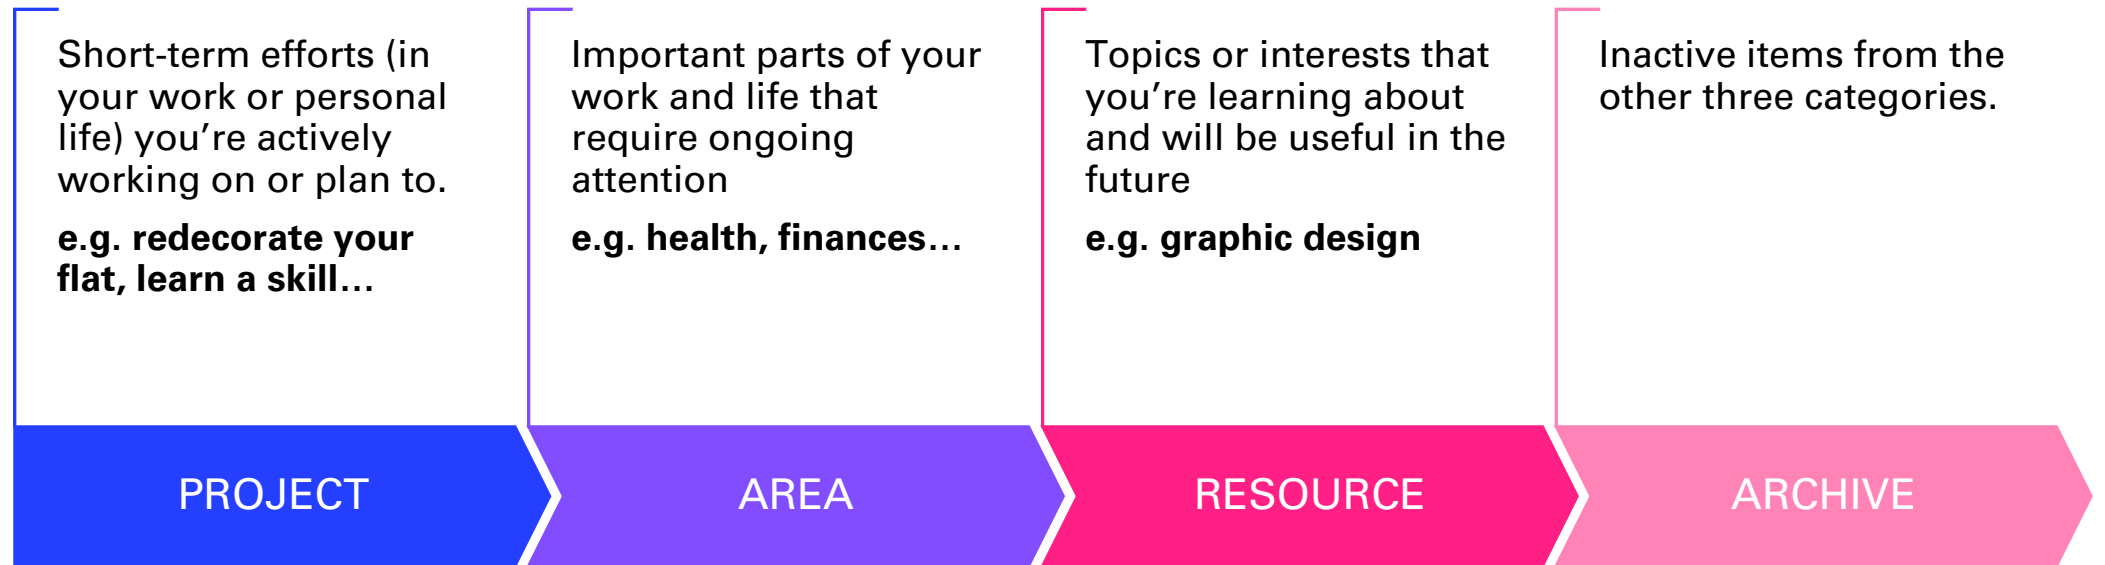 Short-term efforts (in
your work or personal
life) you’re actively
working on or plan to.
e.g. redecorate your
flat, learn a skill…
Important parts of your
work and life that
require ongoing
attention
e.g. health, finances…
Topics or interests that
you’re learning about
and will be useful in the
future
e.g. graphic design
Inactive items from the
other three categories.
PROJECT
AREA
RESOURCE
ARCHIVE